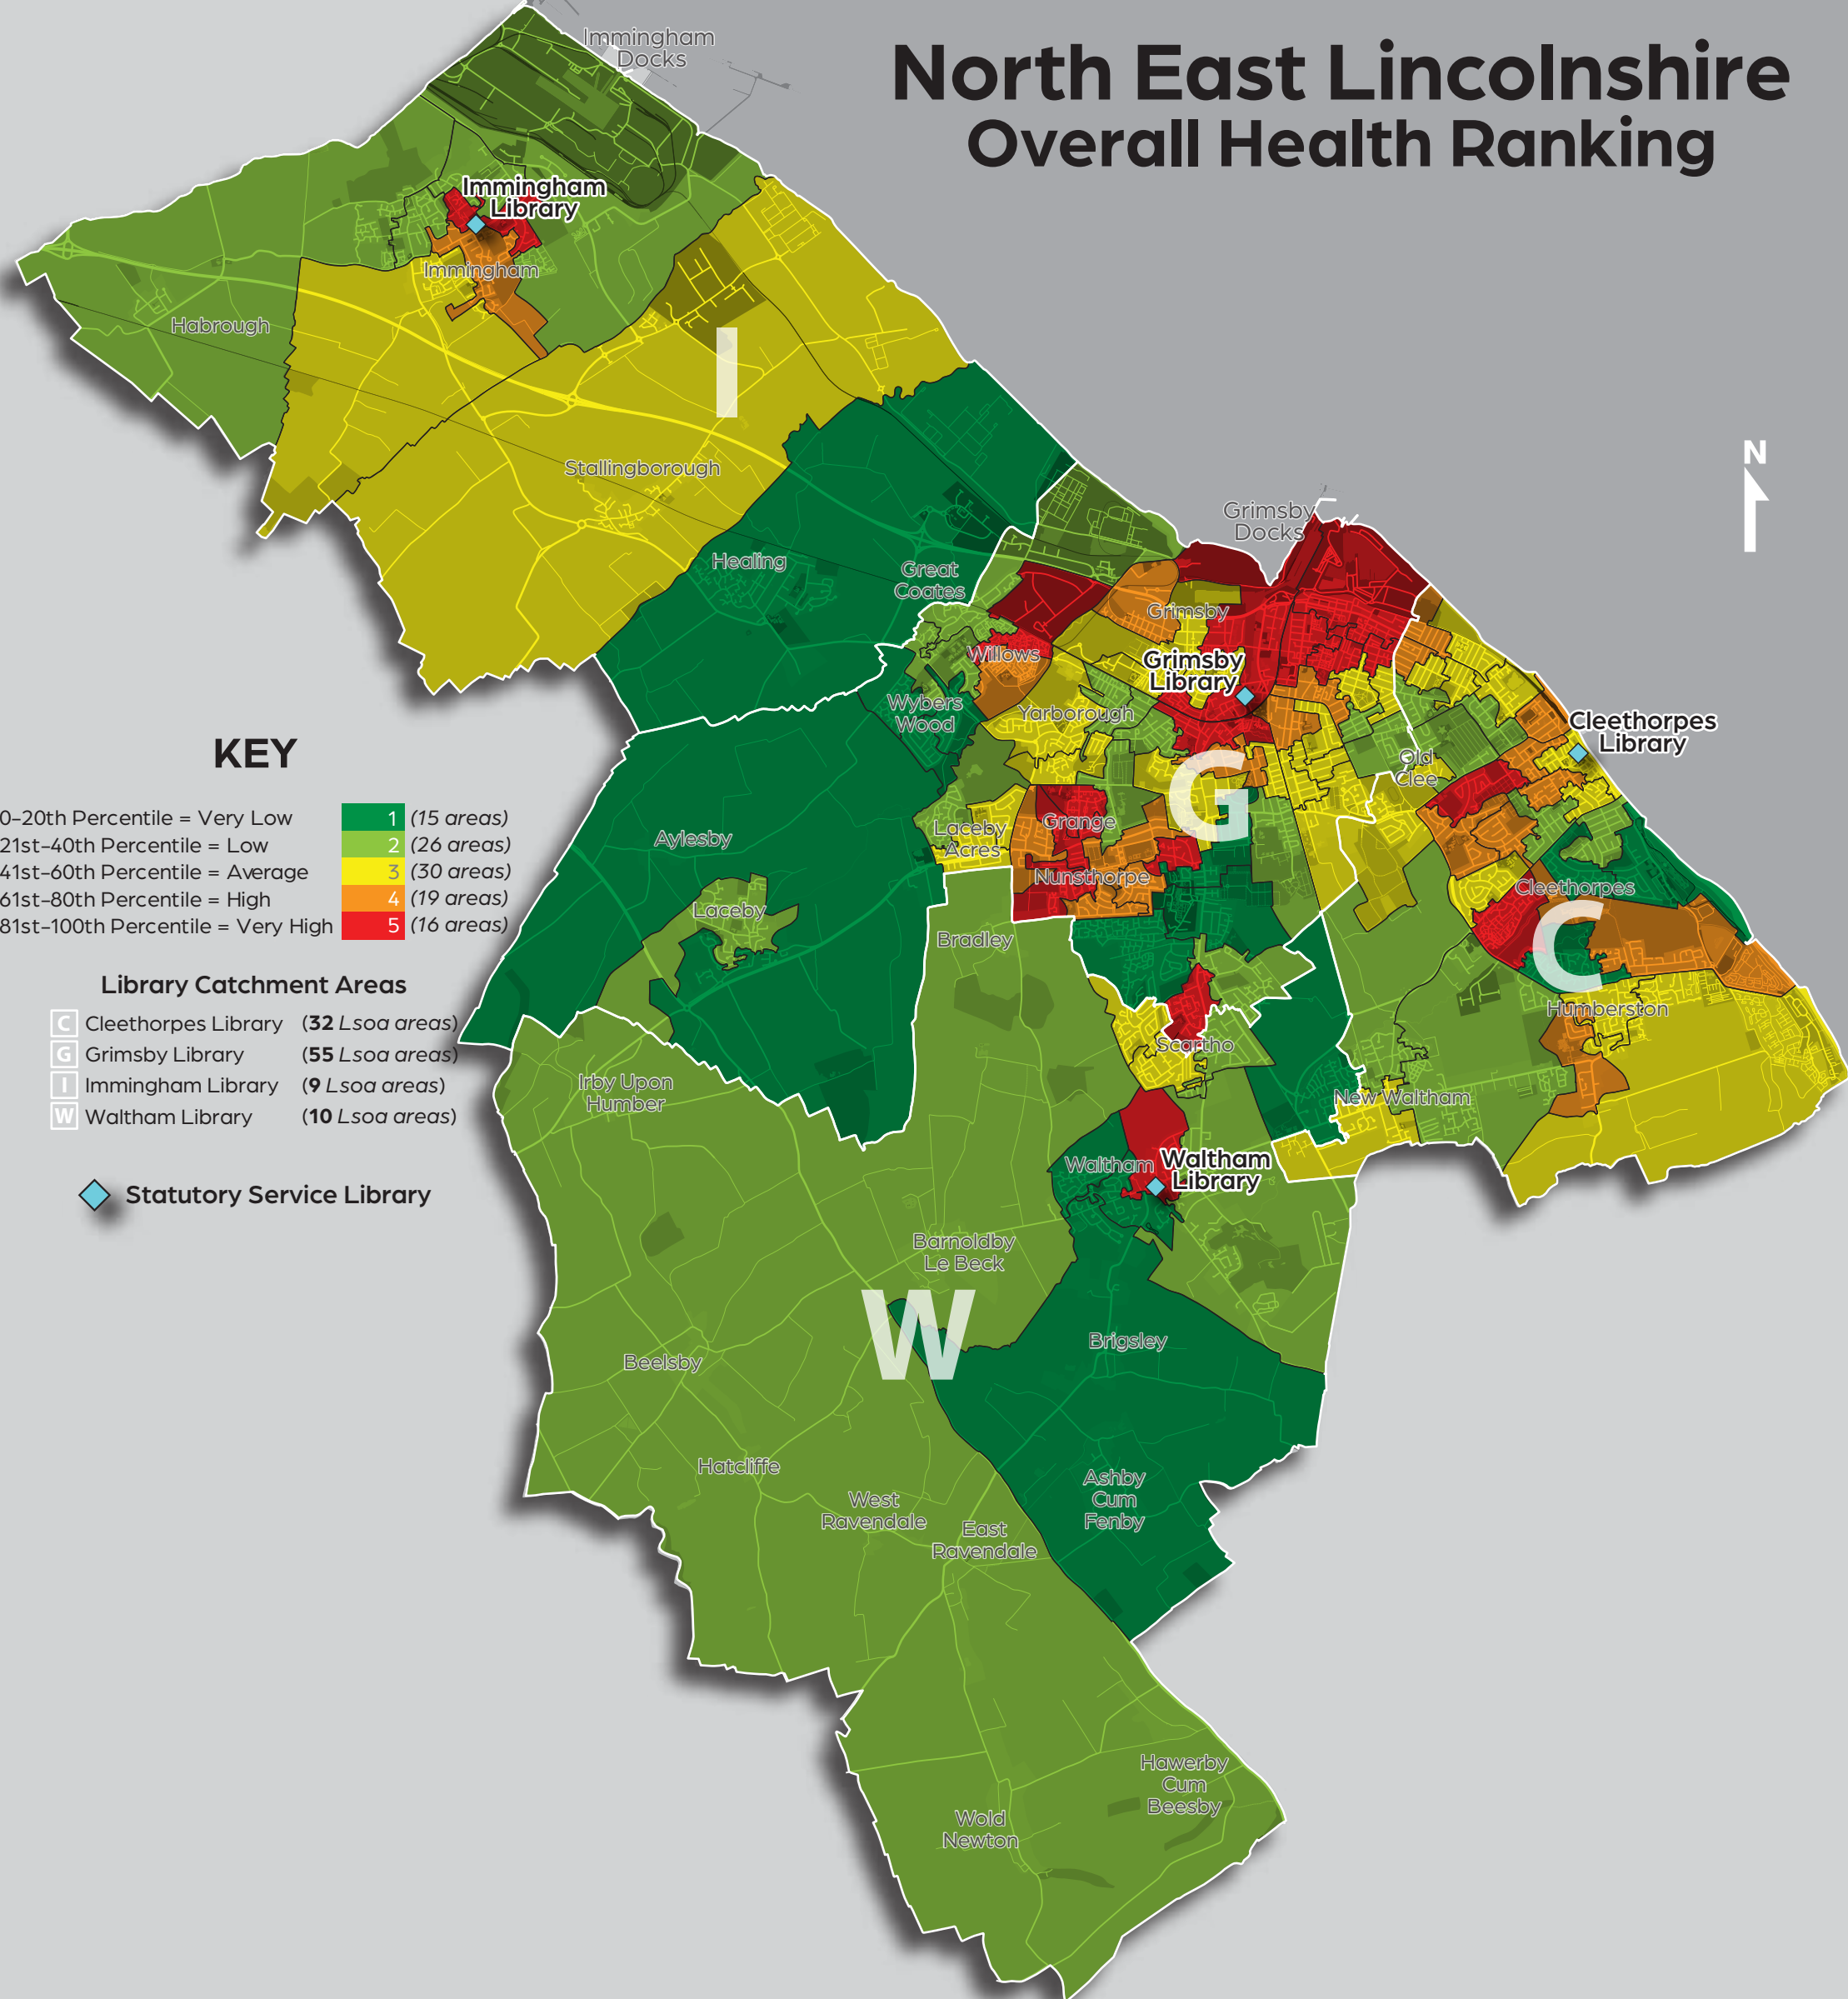 North East Lincolnshire
Overall Health Ranking
Immingham
Docks
Immingham
Library
Immingham
Habrough
I
Stallingborough
Healing
Great
Coates
N
Grimsby
Docks
Grimsby
Willows
Grimsby
Library
Wybers
Wood
Yarborough
Cleethorpes
Library
Old
Clee
G
Laceby
Acres
Grange
Nunsthorpe
Aylesby
Laceby
Bradley
Cleethorpes
C
Humberston
Scartho
New Waltham
KEY
0-20th Percentile = Very Low 1 (15 areas)
21st-40th Percentile = Low 2 (26 areas)
41st-60th Percentile = Average 3 (30 areas)
61st-80th Percentile = High 4 (19 areas)
81st-100th Percentile = Very High 5 (16 areas)
Library Catchment Areas
C Cleethorpes Library (32 Lsoa areas)
G Grimsby Library (55 Lsoa areas)
I Immingham Library (9 Lsoa areas)
W Waltham Library (10 Lsoa areas)
Statutory Service Library
Irby Upon
Humber
Waltham
Waltham
Library
Barnoldby
Le Beck
W
Brigsley
Beelsby
Hatcliffe
West
Ravendale
East
Ravendale
Ashby
Cum
Fenby
Hawerby
Cum
Beesby
Wold
Newton